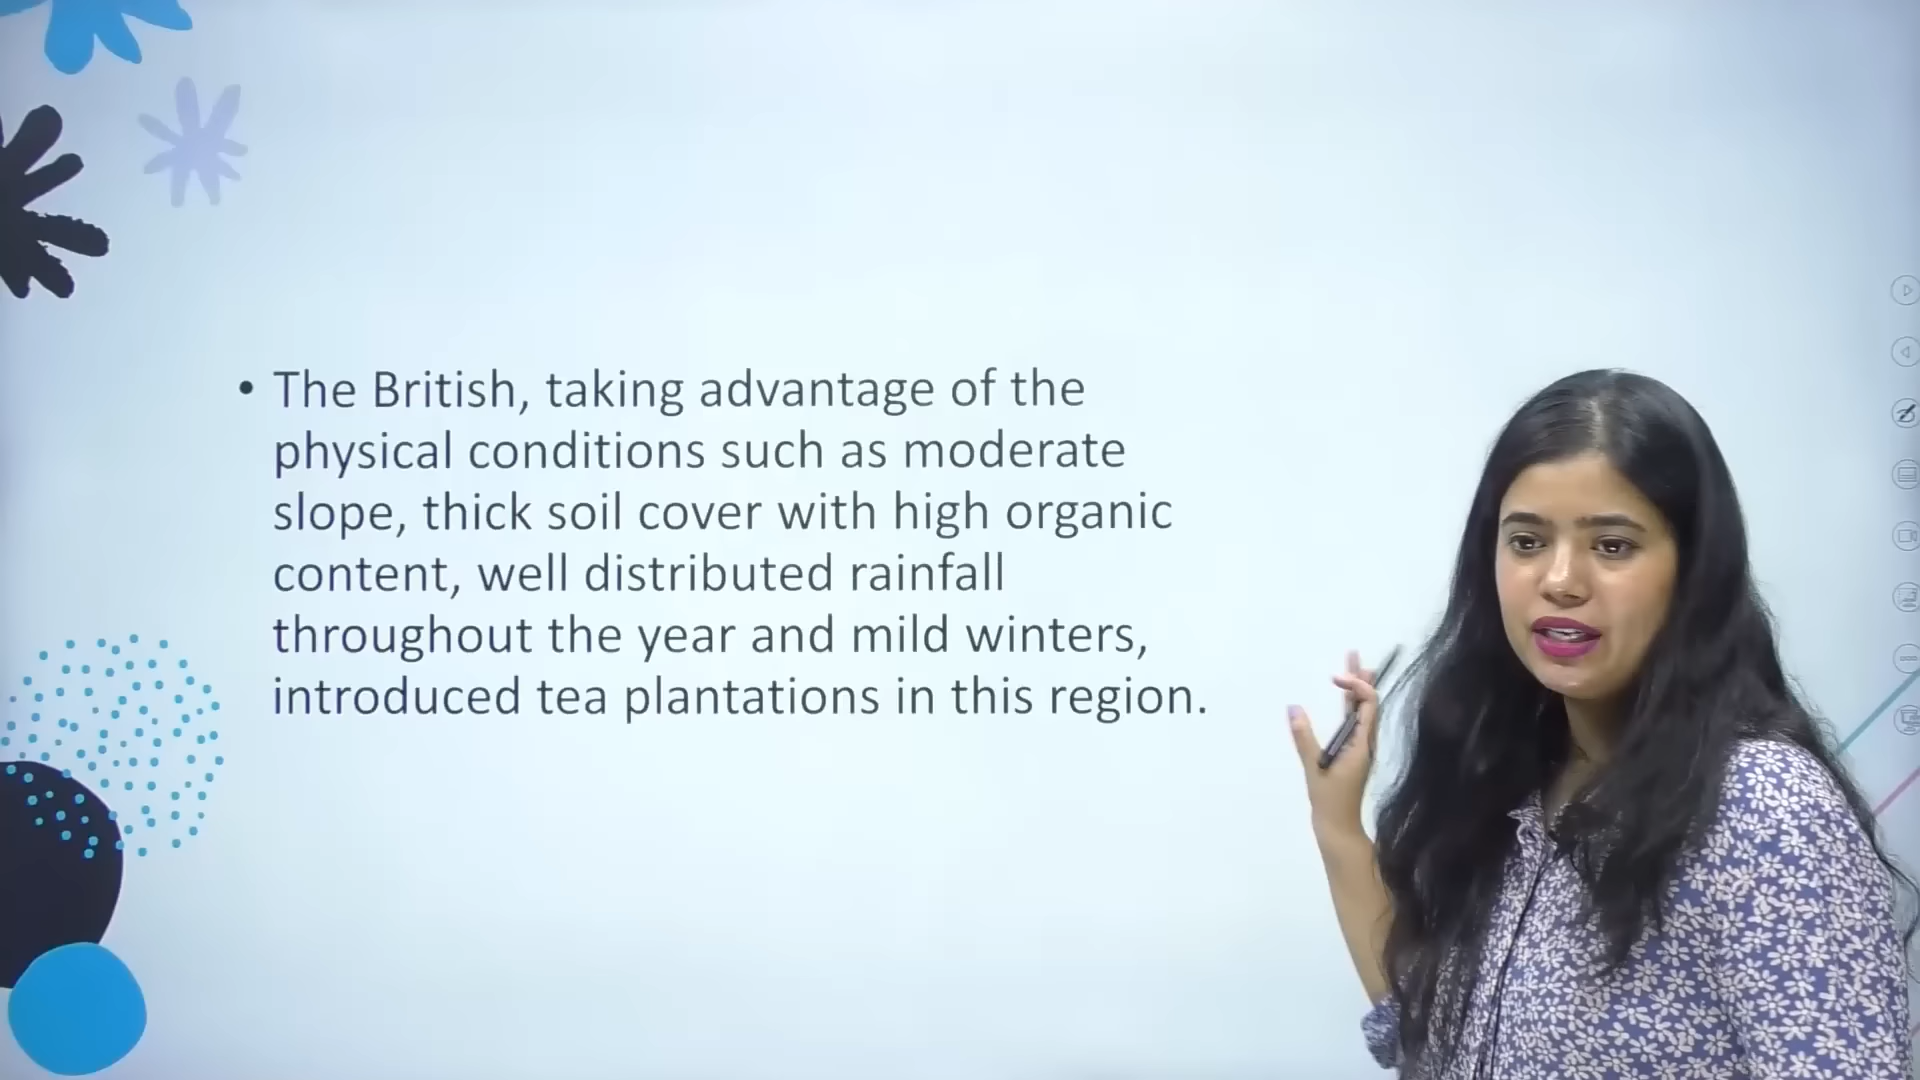 • The British, taking advantage of the
physical conditions such as moderate
slope, thick soil cover with high organic
content, well distributed rainfall
throughout the year and mild winters,
introduced tea plantations in this region.